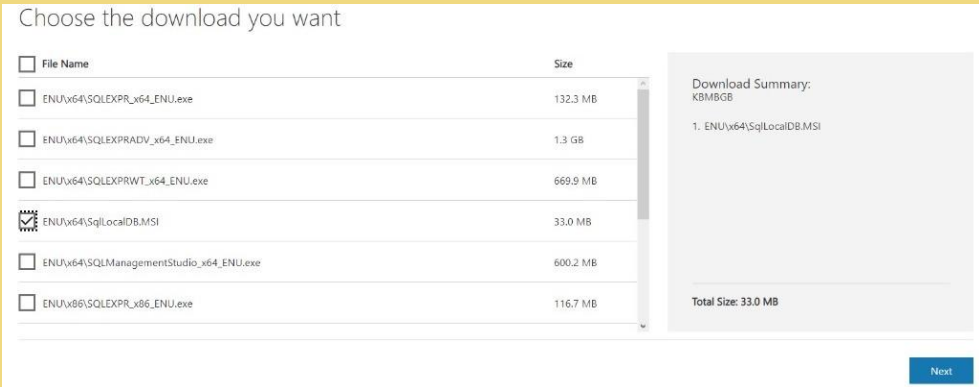 Choose the download you want
File Name Size
ENU\x64\SQLEXPR_x64_ENU.exe 132.3 MB
ENU\x64\SQLEXPRADV_x64_ENU.exe 1.3 GB
ENU\x64\SQLEXPRWT_x64_ENU.exe 669.9 MB
ENU\x64\SqlLocalDB.MSI 33.0 MB
ENU\x64\SQLManagementStudio_x64_ENU.exe 600.2 MB
ENU\x86\SQLEXPR_x86_ENU.exe 116.7 MB
Download Summary:
KBMBGB
1. ENU\x64\SqlLocalDB.MSI
Total Size: 33.0 MB
Next